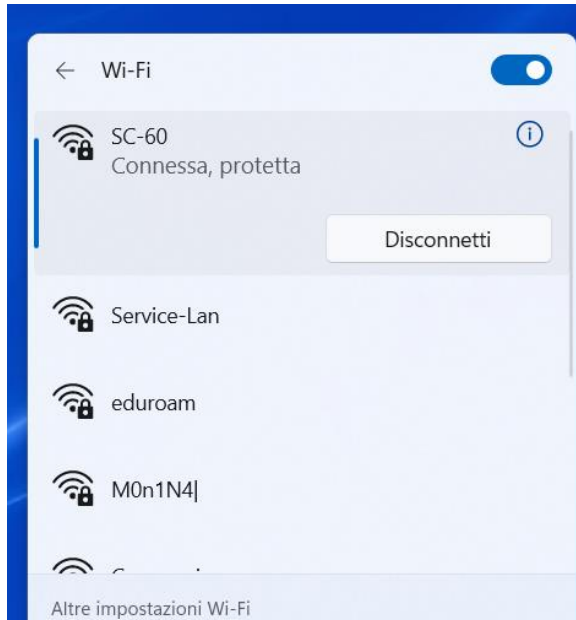 Wi-Fi
SC-60
Connessa, protetta
Disconnetti
Service-Lan
eduroam
M0n1N4|
Altre impostazioni Wi-Fi